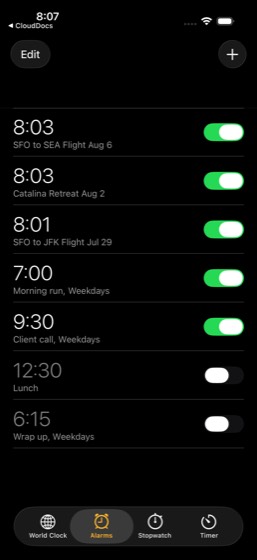 8:07
◀ CloudDocs
Edit
+
8:03
SFO to SEA Flight Aug 6
8:03
Catalina Retreat Aug 2
8:01
SFO to JFK Flight Jul 29
7:00
Morning run, Weekdays
9:30
Client call, Weekdays
12:30
Lunch
6:15
Wrap up, Weekdays
World Clock Alarms Stopwatch Timer